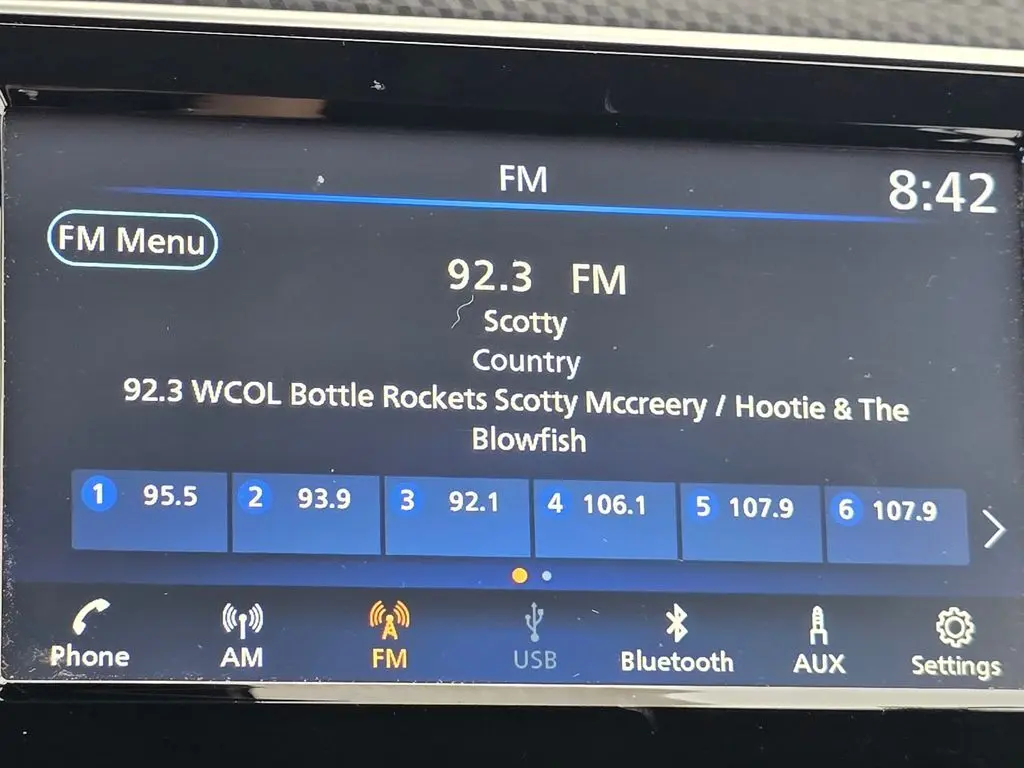 FM
8:42
FM Menu
92.3 FM
Scotty
Country
92.3 WCOL Bottle Rockets Scotty Mccreery / Hootie & The
Blowfish
1 95.5 2 93.9 3 92.1 4 106.1 5 107.9 6 107.9
Phone AM FM USB Bluetooth AUX Settings